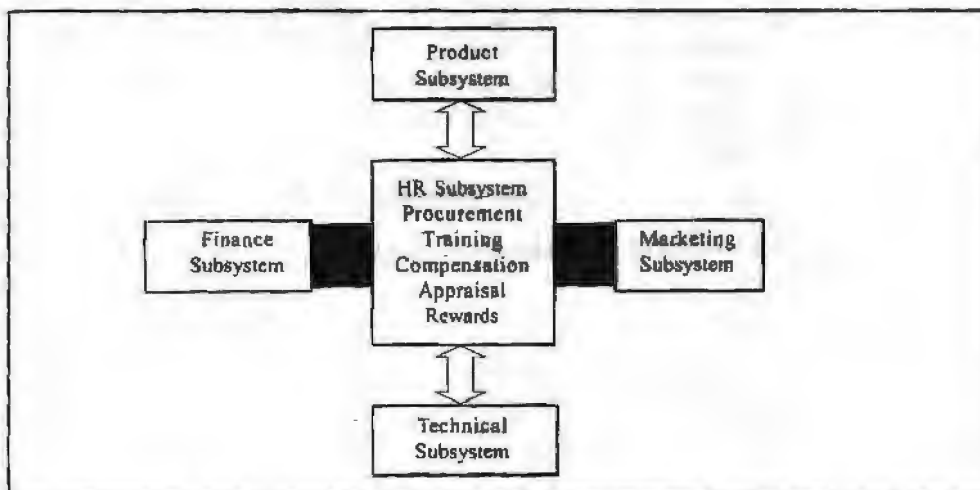 Product
Subsystem
HR Subsystem
Procurement
Training
Compensation
Appraisal
Rewards
Finance
Subsystem
Marketing
Subsystem
Technical
Subsystem